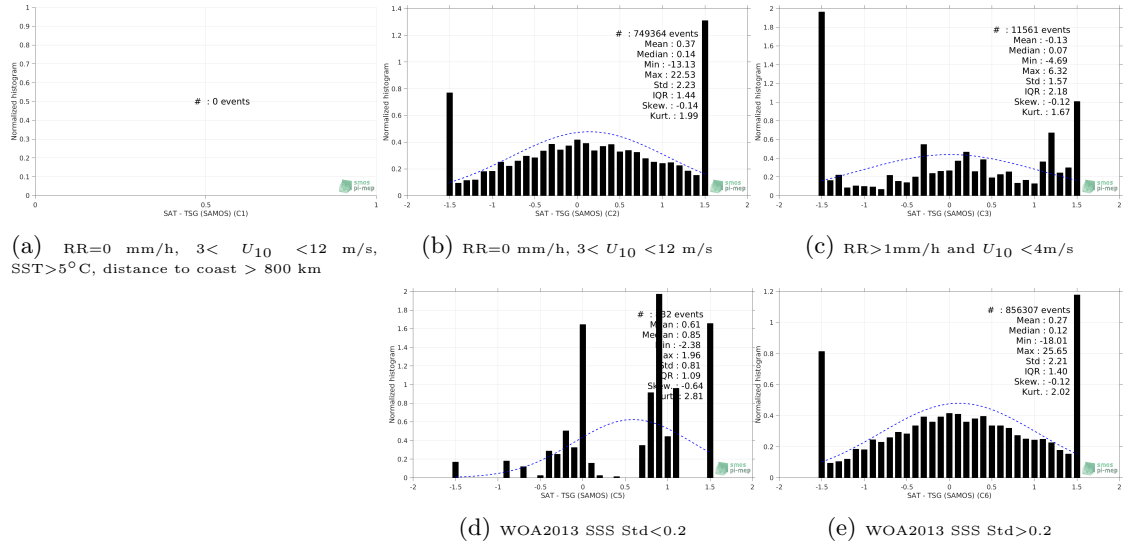 1
0.9
0.8
0.7
0.6
0.5
0.4
0.3
0.2
0.1
0
Normalized histogram
# : 0 events
0 0.5 1
SAT - TSG (SAMOS) (C1)
smos
pi-mep
(a) RR=0 mm/h, 3< U10 <12 m/s,
SST>5°C, distance to coast > 800 km
1.4
1.2
1
0.8
0.6
0.4
0.2
0
Normalized histogram
# : 749364 events
Mean : 0.37
Median : 0.14
Min : -13.13
Max : 22.53
Std : 2.23
IQR : 1.44
Skew. : -0.14
Kurt. : 1.99
-2 -1.5 -1 -0.5 0 0.5 1 1.5 2
SAT - TSG (SAMOS) (C2)
smos
pi-mep
(b) RR=0 mm/h, 3< U10 <12 m/s
2
1.8
1.6
1.4
1.2
1
0.8
0.6
0.4
0.2
0
Normalized histogram
# : 11561 events
Mean : -0.13
Median : 0.07
Min : -4.69
Max : 6.32
Std : 1.57
IQR : 2.18
Skew. : -0.12
Kurt. : 1.67
-2 -1.5 -1 -0.5 0 0.5 1 1.5 2
SAT - TSG (SAMOS) (C3)
smos
pi-mep
(c) RR>1mm/h and U10 <4m/s
2
1.8
1.6
1.4
1.2
1
0.8
0.6
0.4
0.2
0
Normalized histogram
# : 32 events
: 0.61
: 0.85
: -2.38
: 1.96
Std : 0.81
IQR : 1.09
: -0.64
: 2.81
-2 -1.5 -1 -0.5 0 0.5 1 1.5 2
SAT - TSG (SAMOS) (C5)
smos
pi-mep
(d) WOA2013 SSS Std<0.2
1.2
1
0.8
0.6
0.4
0.2
0
Normalized histogram
# : 856307 events
Mean : 0.27
Median : 0.12
Min : -18.01
Max : 25.65
Std : 2.21
IQR : 1.40
Skew. : -0.12
Kurt. : 2.02
-2 -1.5 -1 -0.5 0 0.5 1 1.5 2
SAT - TSG (SAMOS) (C6)
smos
pi-mep
(e) WOA2013 SSS Std>0.2